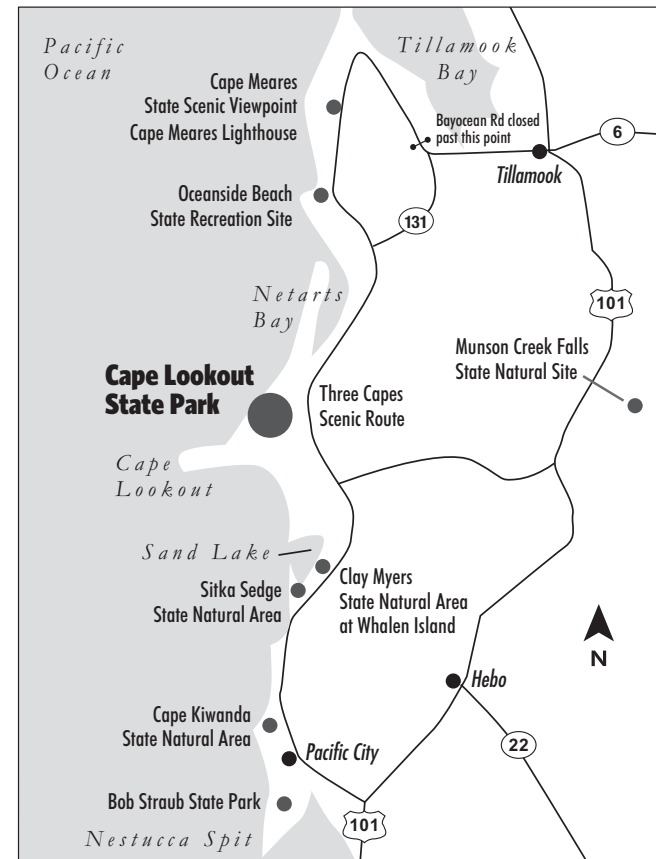 Pacific
Ocean
Tillamook
Bay
Cape Meares
State Scenic Viewpoint
Cape Meares Lighthouse
Bayocean Rd closed
past this point
6
Tillamook
Oceanside Beach
State Recreation Site
131
Netarts
Bay
101
Munson Creek Falls
State Natural Site
Cape Lookout
State Park
Three Capes
Scenic Route
Cape
Lookout
Sand Lake
Clay Myers
State Natural Area
at Whalen Island
Sitka Sedge
State Natural Area
N
Hebo
Cape Kiwanda
State Natural Area
22
Pacific City
Bob Straub State Park
101
Nestucca Spit